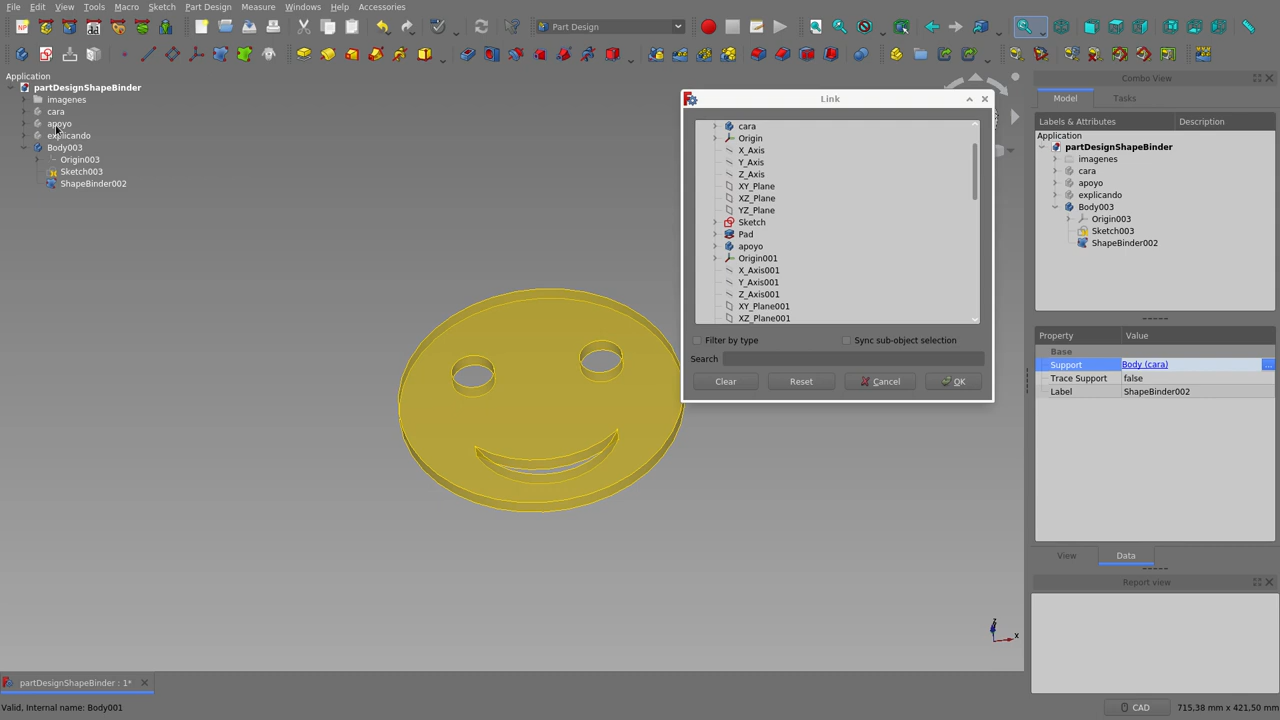 File Edit View Tools Macro Sketch Part Design Measure Windows Help Accessories
Part Design
Application
partDesignShapeBinder
imagenes
cara
apoyo
explicando
Body003
Origin003
Sketch003
ShapeBinder002
Link
cara
Origin
X_Axis
Y_Axis
Z_Axis
XY_Plane
XZ_Plane
YZ_Plane
Sketch
Pad
apoyo
Origin001
X_Axis001
Y_Axis001
Z_Axis001
XY_Plane001
XZ_Plane001
Filter by type Sync sub-object selection
Search
Clear Reset Cancel OK
Combo View
Model Tasks
Labels & Attributes Description
Application
partDesignShapeBinder
imagenes
cara
apoyo
explicando
Body003
Origin003
Sketch003
ShapeBinder002
Property Value
Base
Support Body (cara) ...
Trace Support false
Label ShapeBinder002
View Data
Report view
x
partDesignShapeBinder : 1*
Valid, Internal name: Body001
CAD 715,38 mm x 421,50 mm